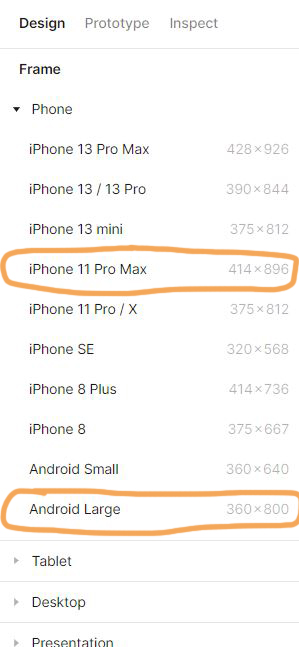 Design Prototype Inspect
Frame
Phone
iPhone 13 Pro Max 428×926
iPhone 13 / 13 Pro 390×844
iPhone 13 mini 375×812
iPhone 11 Pro Max 414×896
iPhone 11 Pro / X 375×812
iPhone SE 320×568
iPhone 8 Plus 414×736
iPhone 8 375×667
Android Small 360×640
Android Large 360×800
Tablet
Desktop
Presentation